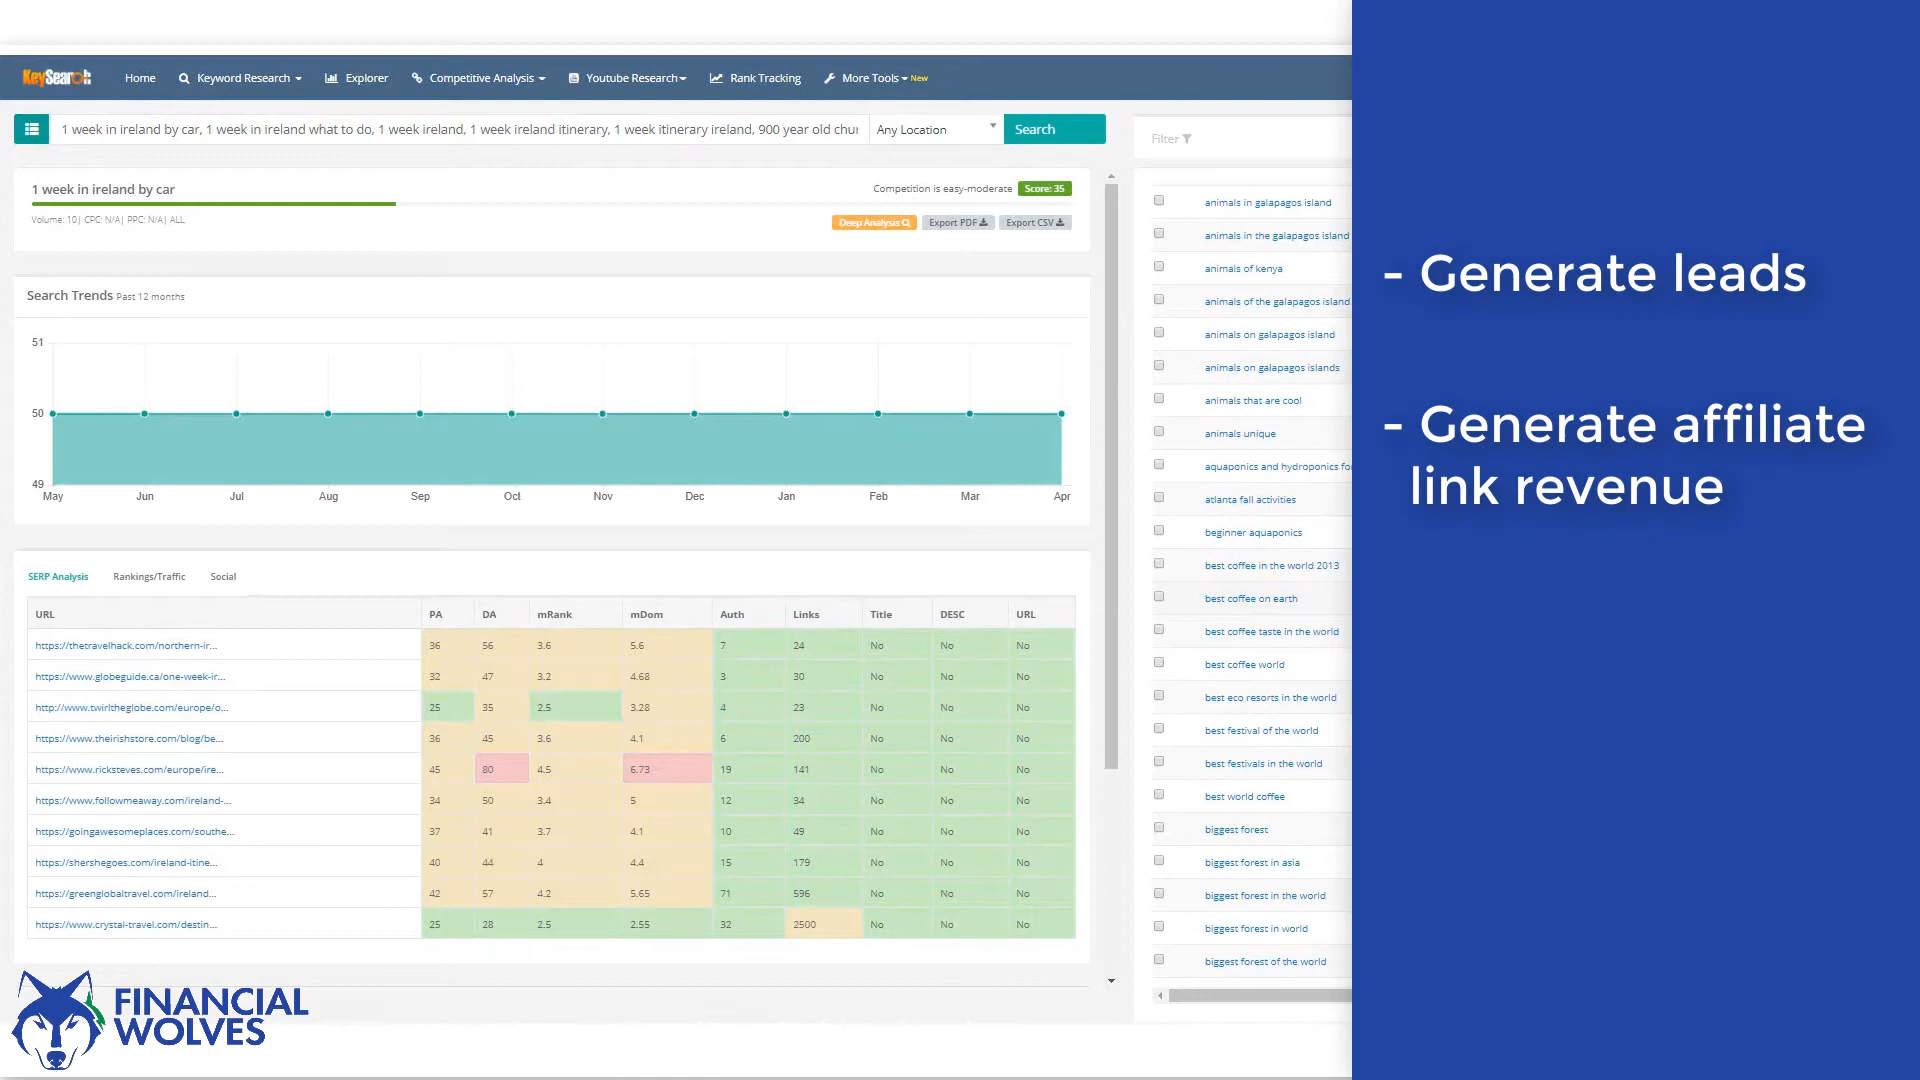 KeySearch
Home Keyword Research Explorer Competitive Analysis Youtube Research Rank Tracking More Tools New
1 week in ireland by car, 1 week in ireland what to do, 1 week ireland, 1 week ireland itinerary, 1 week itinerary ireland, 900 year old chu Any Location Search
Filter
1 week in ireland by car Competition is easy-moderate Score: 35
Volume: 10| CPC: N/A| PPC: N/A| ALL
Deep Analysis Export PDF Export CSV
Search Trends Past 12 months
51
50
49
May Jun Jul Aug Sep Oct Nov Dec Jan Feb Mar Apr
SERP Analysis Rankings/Traffic Social
URL PA DA mRank mDom Auth Links Title DESC URL
https://thetravelhack.com/northern-ir... 36 56 3.6 5.6 7 24 No No No
https://www.globeguide.ca/one-week-ir... 32 47 3.2 4.68 3 30 No No No
http://www.twirltheglobe.com/europe/o... 25 35 2.5 3.28 4 23 No No No
https://www.theirishstore.com/blog/be... 36 45 3.6 4.1 6 200 No No No
https://www.ricksteves.com/europe/ire... 45 80 4.5 6.73 19 141 No No No
https://www.followmeaway.com/ireland-... 34 50 3.4 5 12 34 No No No
https://goingawesomeplaces.com/southe... 37 41 3.7 4.1 10 49 No No No
https://shershegoes.com/ireland-itine... 40 44 4 4.4 15 179 No No No
https://greenglobaltravel.com/ireland... 42 57 4.2 5.65 71 596 No No No
https://www.crystal-travel.com/destin... 25 28 2.5 2.55 32 2500 No No No
animals in galapagos island
animals in the galapagos island
animals of kenya
animals of the galapagos island
animals on galapagos island
animals on galapagos islands
animals that are cool
animals unique
aquaponics and hydroponics fo
atlanta fall activities
beginner aquaponics
best coffee in the world 2013
best coffee on earth
best coffee taste in the world
best coffee world
best eco resorts in the world
best festival of the world
best festivals in the world
best world coffee
biggest forest
biggest forest in asia
biggest forest in the world
biggest forest in world
biggest forest of the world
- Generate leads
- Generate affiliate
link revenue
FINANCIAL
WOLVES